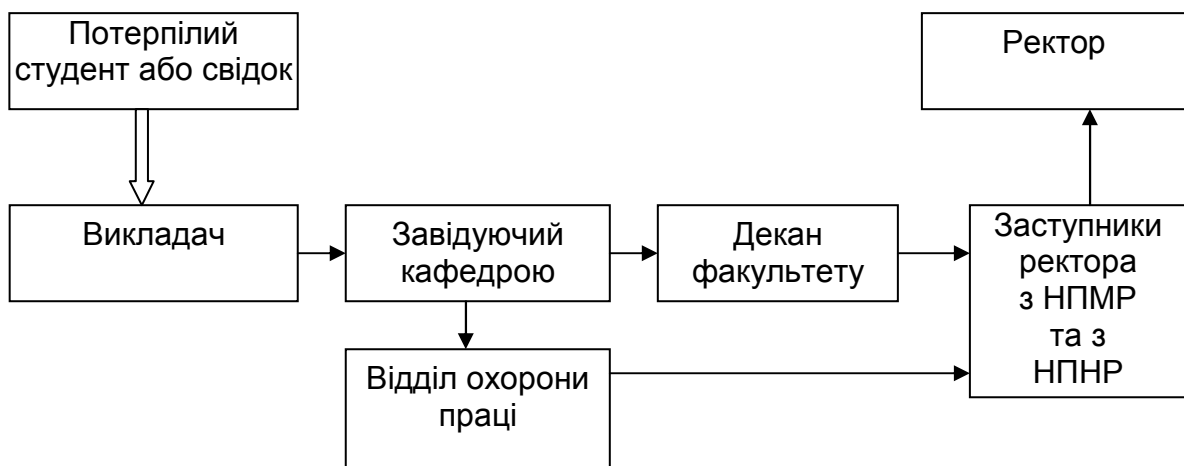 Потерпілий
студент або свідок
Ректор
Викладач
Завідуючий
кафедрою
Декан
факультету
Заступники
ректора
з НПМР
та з
НПНР
Відділ охорони
праці